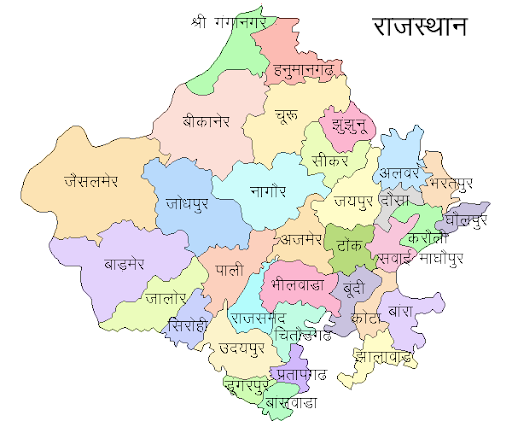 श्री गंगानगर
राजस्थान
हनुमानगढ
बीकानेर
चूरू
झुंझुनू
सीकर
अलवर
जैसलमेर
भरतपुर
जोधपुर
नागौर
जयपुर
दौसा
धौलपुर
अजमेर
टोंक
करौली
सवाई माधोपुर
बाड़मेर
पाली
भीलवाडा
बूंदी
जालोर
सिरोही
राजसमंद
कोटा
बांरा
चितौडगढ
उदयपुर
झालावाड़
प्रतापगढ
डूंगरपुर
बांसवाडा